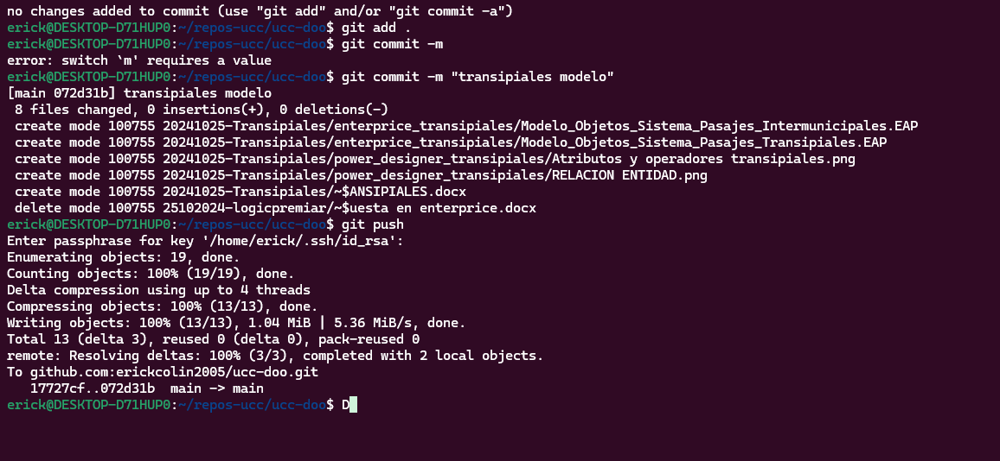 no changes added to commit (use "git add" and/or "git commit -a")
erick@DESKTOP-D71HUP0:~/repos-ucc/ucc-doo$ git add .
erick@DESKTOP-D71HUP0:~/repos-ucc/ucc-doo$ git commit -m
error: switch `m' requires a value
erick@DESKTOP-D71HUP0:~/repos-ucc/ucc-doo$ git commit -m "transipiales modelo"
[main 072d31b] transipiales modelo
 8 files changed, 0 insertions(+), 0 deletions(-)
 create mode 100755 20241025-Transipiales/enterprice_transipiales/Modelo_Objetos_Sistema_Pasajes_Intermunicipales.EAP
 create mode 100755 20241025-Transipiales/enterprice_transipiales/Modelo_Objetos_Sistema_Pasajes_Transipiales.EAP
 create mode 100755 20241025-Transipiales/power_designer_transipiales/Atributos y operadores transipiales.png
 create mode 100755 20241025-Transipiales/power_designer_transipiales/RELACION ENTIDAD.png
 create mode 100755 20241025-Transipiales/~$ANSIPIALES.docx
 delete mode 100755 25102024-logicpremiar/~$uesta en enterprice.docx
erick@DESKTOP-D71HUP0:~/repos-ucc/ucc-doo$ git push
Enter passphrase for key '/home/erick/.ssh/id_rsa':
Enumerating objects: 19, done.
Counting objects: 100% (19/19), done.
Delta compression using up to 4 threads
Compressing objects: 100% (13/13), done.
Writing objects: 100% (13/13), 1.04 MiB | 5.36 MiB/s, done.
Total 13 (delta 3), reused 0 (delta 0), pack-reused 0
remote: Resolving deltas: 100% (3/3), completed with 2 local objects.
To github.com:erickcolin2005/ucc-doo.git
   17727cf..072d31b  main -> main
erick@DESKTOP-D71HUP0:~/repos-ucc/ucc-doo$ D